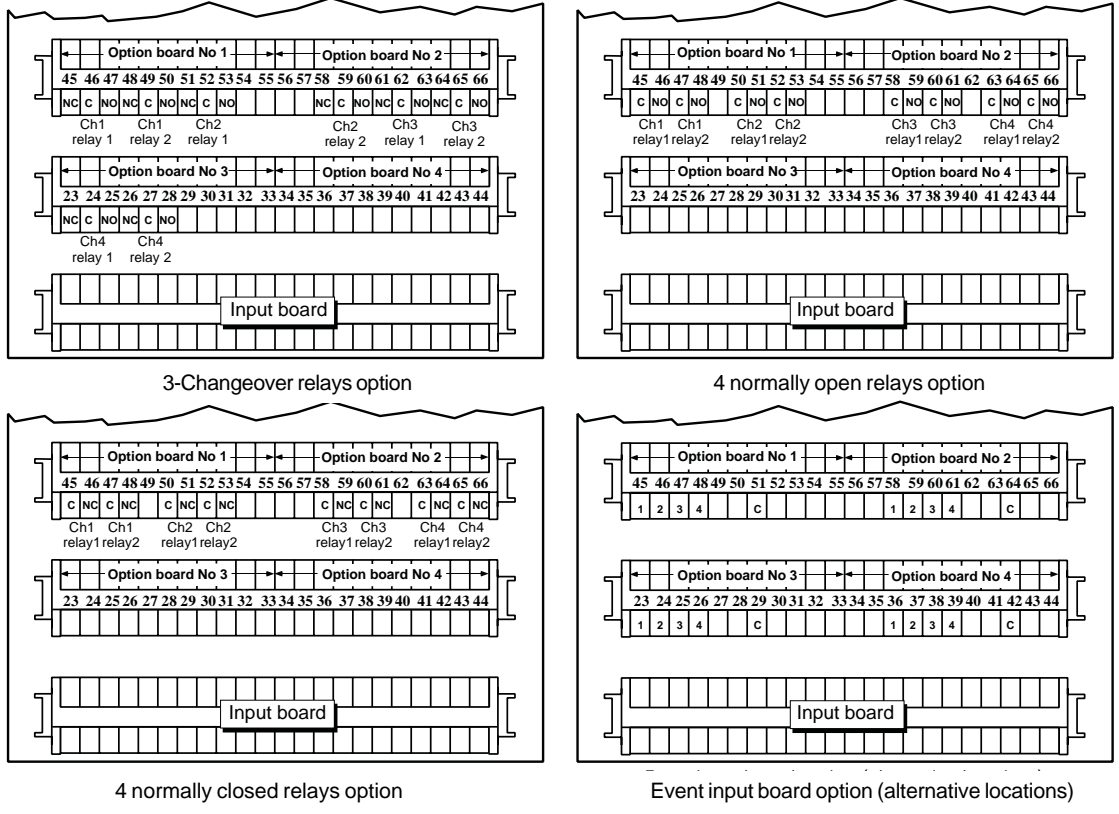 Option board No 1 Option board No 2
45 46 47 48 49 50 51 52 53 54 55 56 57 58 59 60 61 62 63 64 65 66
NC C NO NC C NO NC C NO NC C NO NC C NO NC C NO
Ch1 relay 1 Ch1 relay 2 Ch2 relay 1 Ch2 relay 2 Ch3 relay 1 Ch3 relay 2
Option board No 3 Option board No 4
23 24 25 26 27 28 29 30 31 32 33 34 35 36 37 38 39 40 41 42 43 44
NC C NO NC C NO
Ch4 relay 1 Ch4 relay 2
Input board
3-Changeover relays option
Option board No 1 Option board No 2
45 46 47 48 49 50 51 52 53 54 55 56 57 58 59 60 61 62 63 64 65 66
C NO C NO C NO C NO C NO C NO C NO C NO
Ch1 Ch1 Ch2 Ch2 Ch3 Ch3 Ch4 Ch4
relay1 relay2 relay1 relay2 relay1 relay2 relay1 relay2
Option board No 3 Option board No 4
23 24 25 26 27 28 29 30 31 32 33 34 35 36 37 38 39 40 41 42 43 44
Input board
4 normally open relays option
Option board No 1 Option board No 2
45 46 47 48 49 50 51 52 53 54 55 56 57 58 59 60 61 62 63 64 65 66
C NC C NC C NC C NC C NC C NC C NC C NC
Ch1 Ch1 Ch2 Ch2 Ch3 Ch3 Ch4 Ch4
relay1 relay2 relay1 relay2 relay1 relay2 relay1 relay2
Option board No 3 Option board No 4
23 24 25 26 27 28 29 30 31 32 33 34 35 36 37 38 39 40 41 42 43 44
Input board
4 normally closed relays option
Option board No 1 Option board No 2
45 46 47 48 49 50 51 52 53 54 55 56 57 58 59 60 61 62 63 64 65 66
1 2 3 4 C 1 2 3 4 C
Option board No 3 Option board No 4
23 24 25 26 27 28 29 30 31 32 33 34 35 36 37 38 39 40 41 42 43 44
1 2 3 4 C 1 2 3 4 C
Input board
Event input board option (alternative locations)